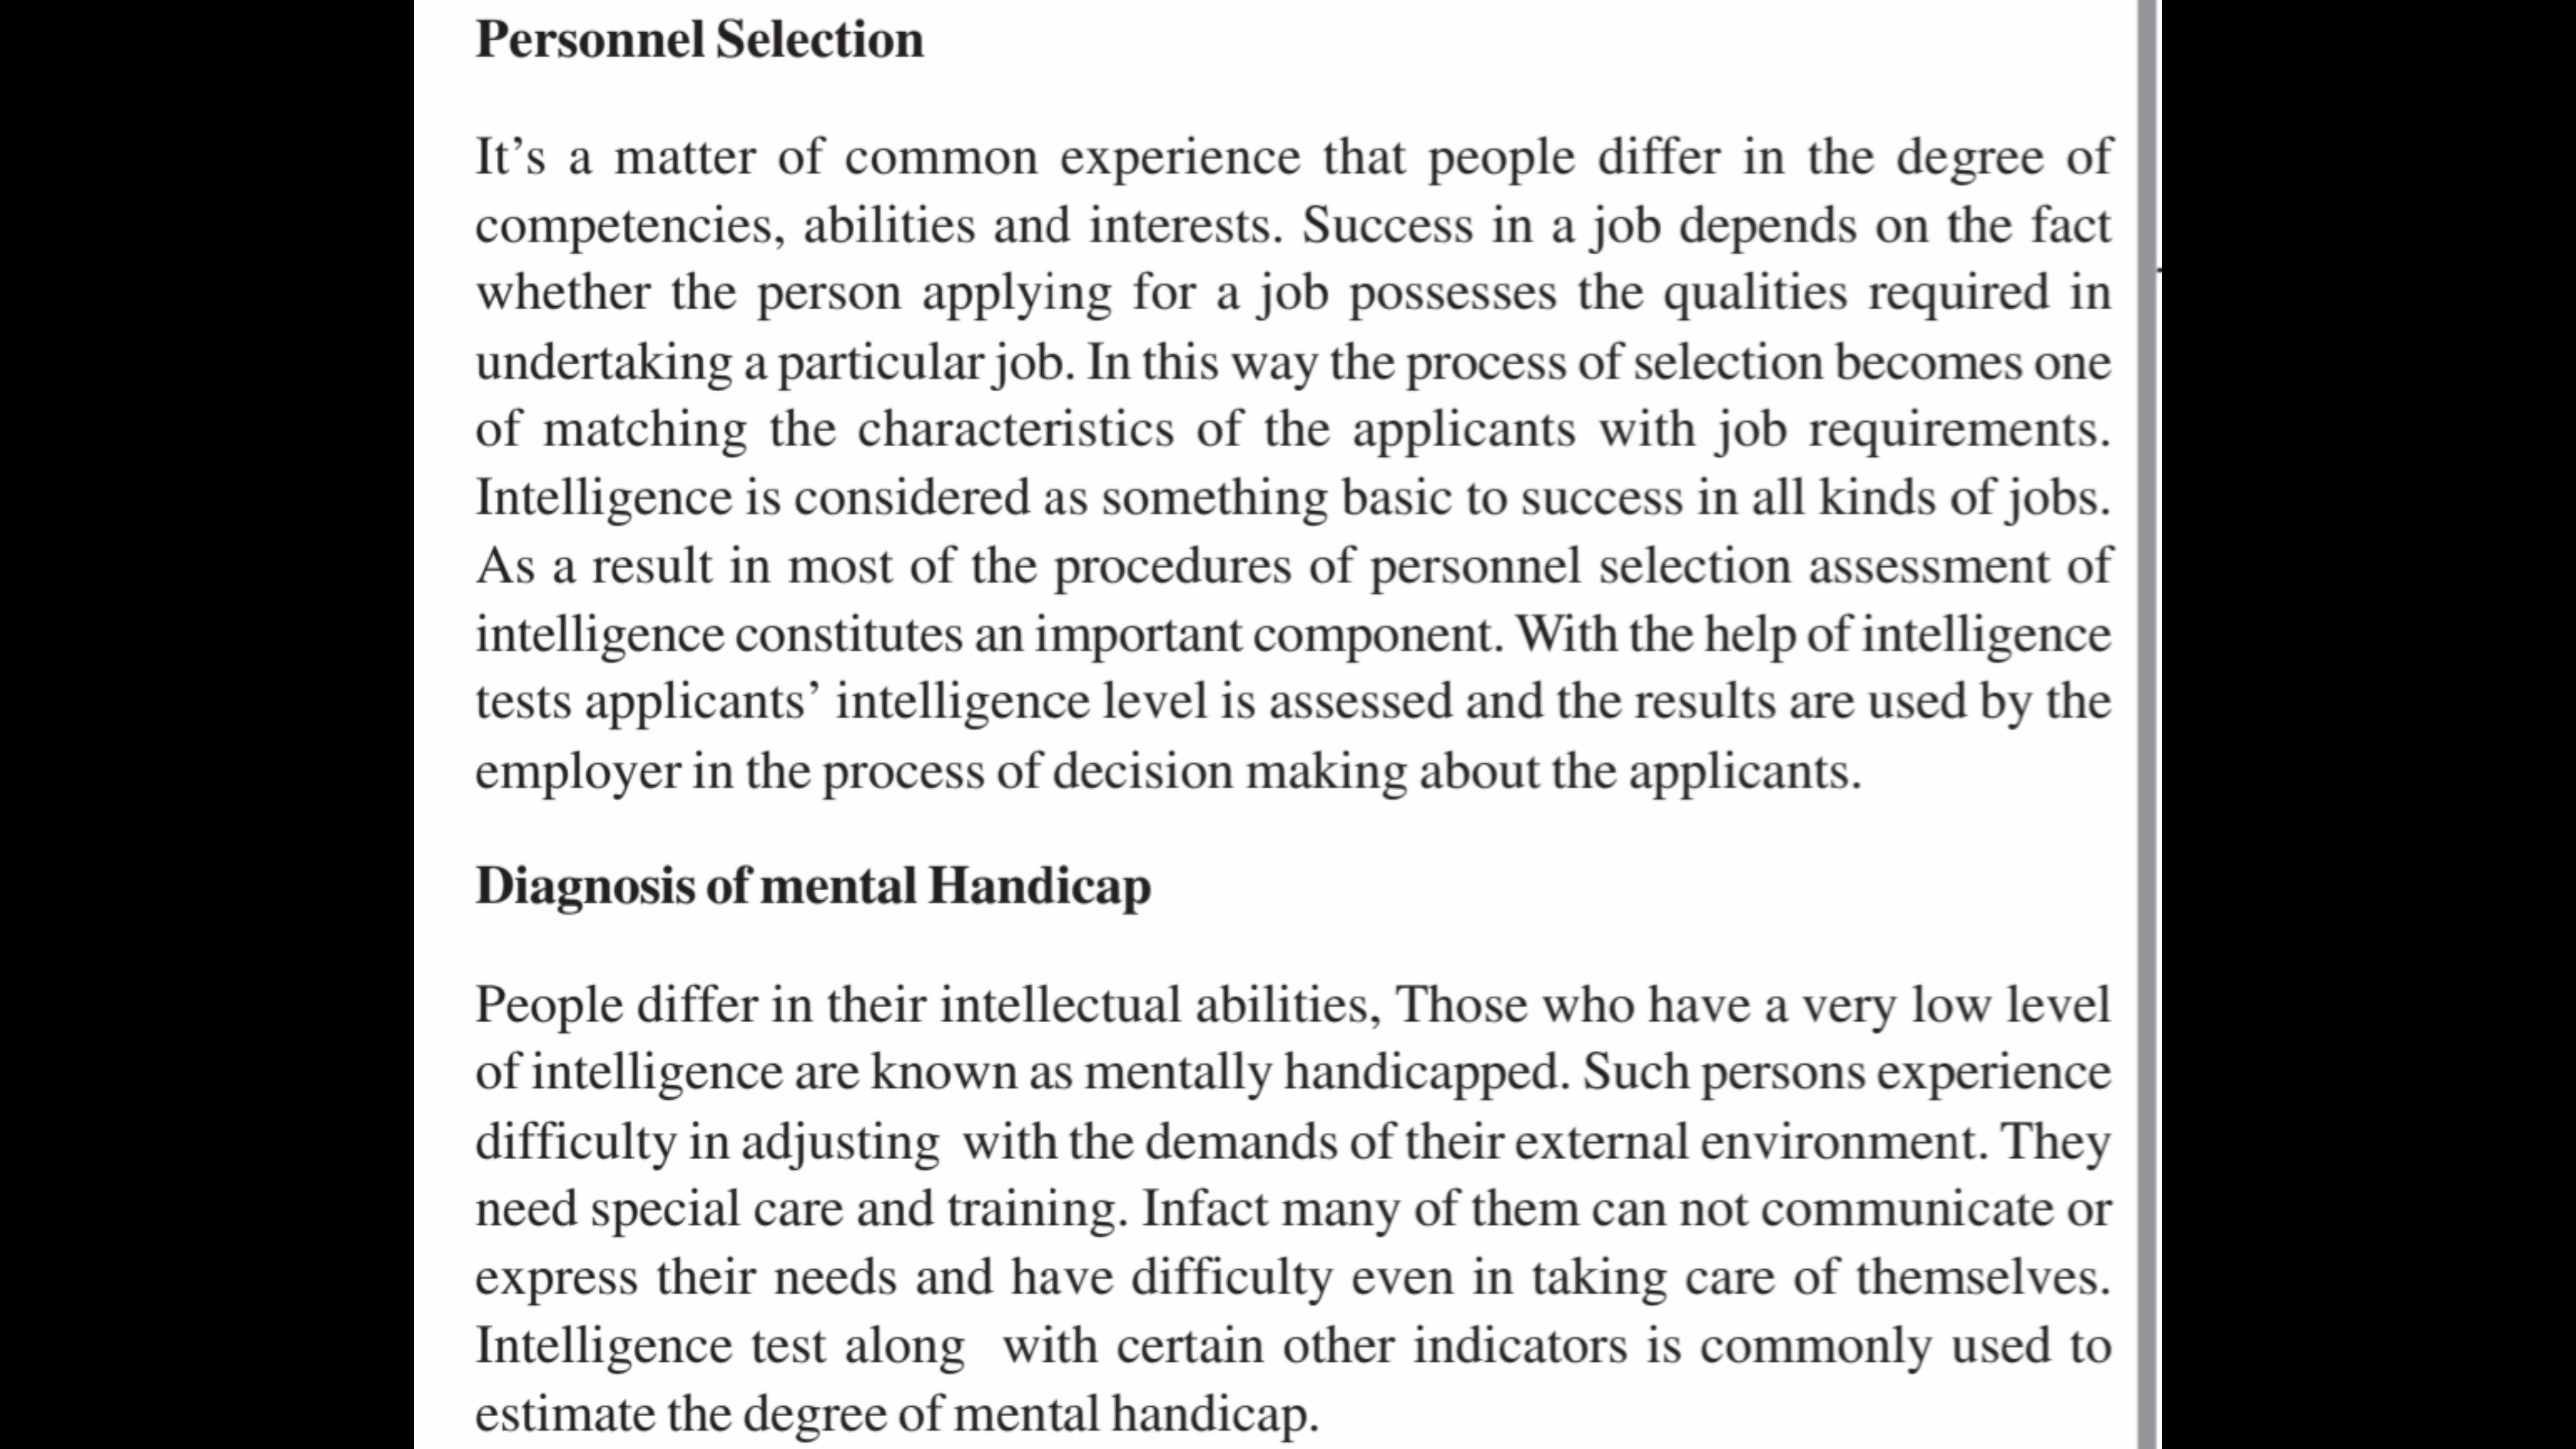 Personnel Selection
It’s a matter of common experience that people differ in the degree of
competencies, abilities and interests. Success in a job depends on the fact
whether the person applying for a job possesses the qualities required in
undertaking a particular job. In this way the process of selection becomes one
of matching the characteristics of the applicants with job requirements.
Intelligence is considered as something basic to success in all kinds of jobs.
As a result in most of the procedures of personnel selection assessment of
intelligence constitutes an important component. With the help of intelligence
tests applicants’ intelligence level is assessed and the results are used by the
employer in the process of decision making about the applicants.
Diagnosis of mental Handicap
People differ in their intellectual abilities, Those who have a very low level
of intelligence are known as mentally handicapped. Such persons experience
difficulty in adjusting with the demands of their external environment. They
need special care and training. Infact many of them can not communicate or
express their needs and have difficulty even in taking care of themselves.
Intelligence test along with certain other indicators is commonly used to
estimate the degree of mental handicap.